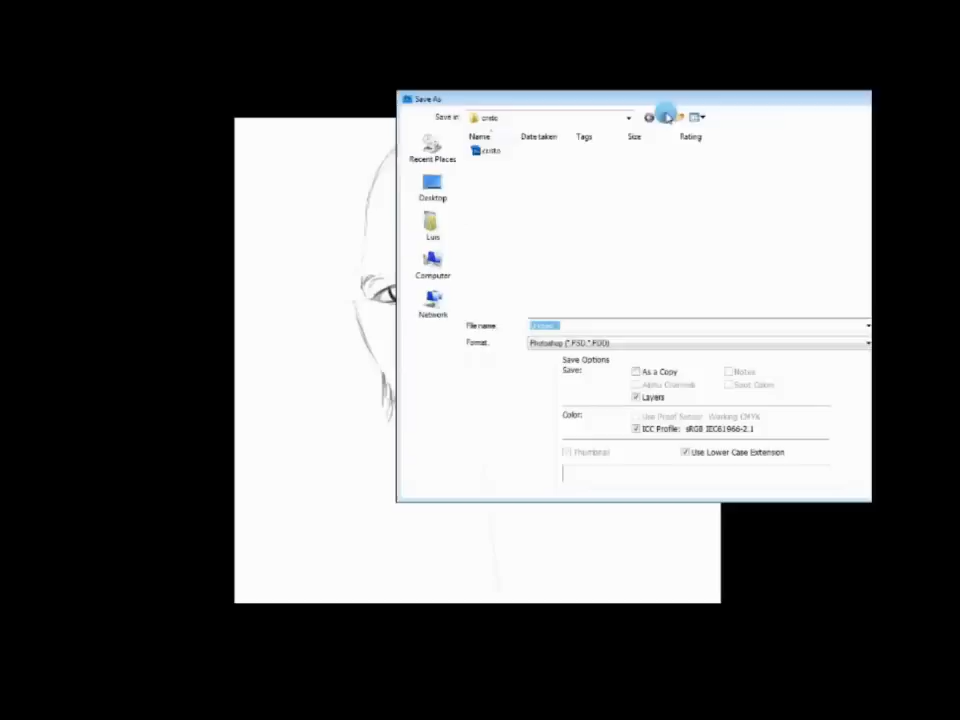 Save As
Save in:
Name Date taken Tags Size Rating
Recent Places
Desktop
Luis
Computer
Network
File name:
Format: Photoshop (*.PSD;*.PDD)
Save Options
Save: As a Copy Notes
Alpha Channels Spot Colors
Layers
Color: Use Proof Setup: Working CMYK
ICC Profile: sRGB IEC61966-2.1
Thumbnail Use Lower Case Extension